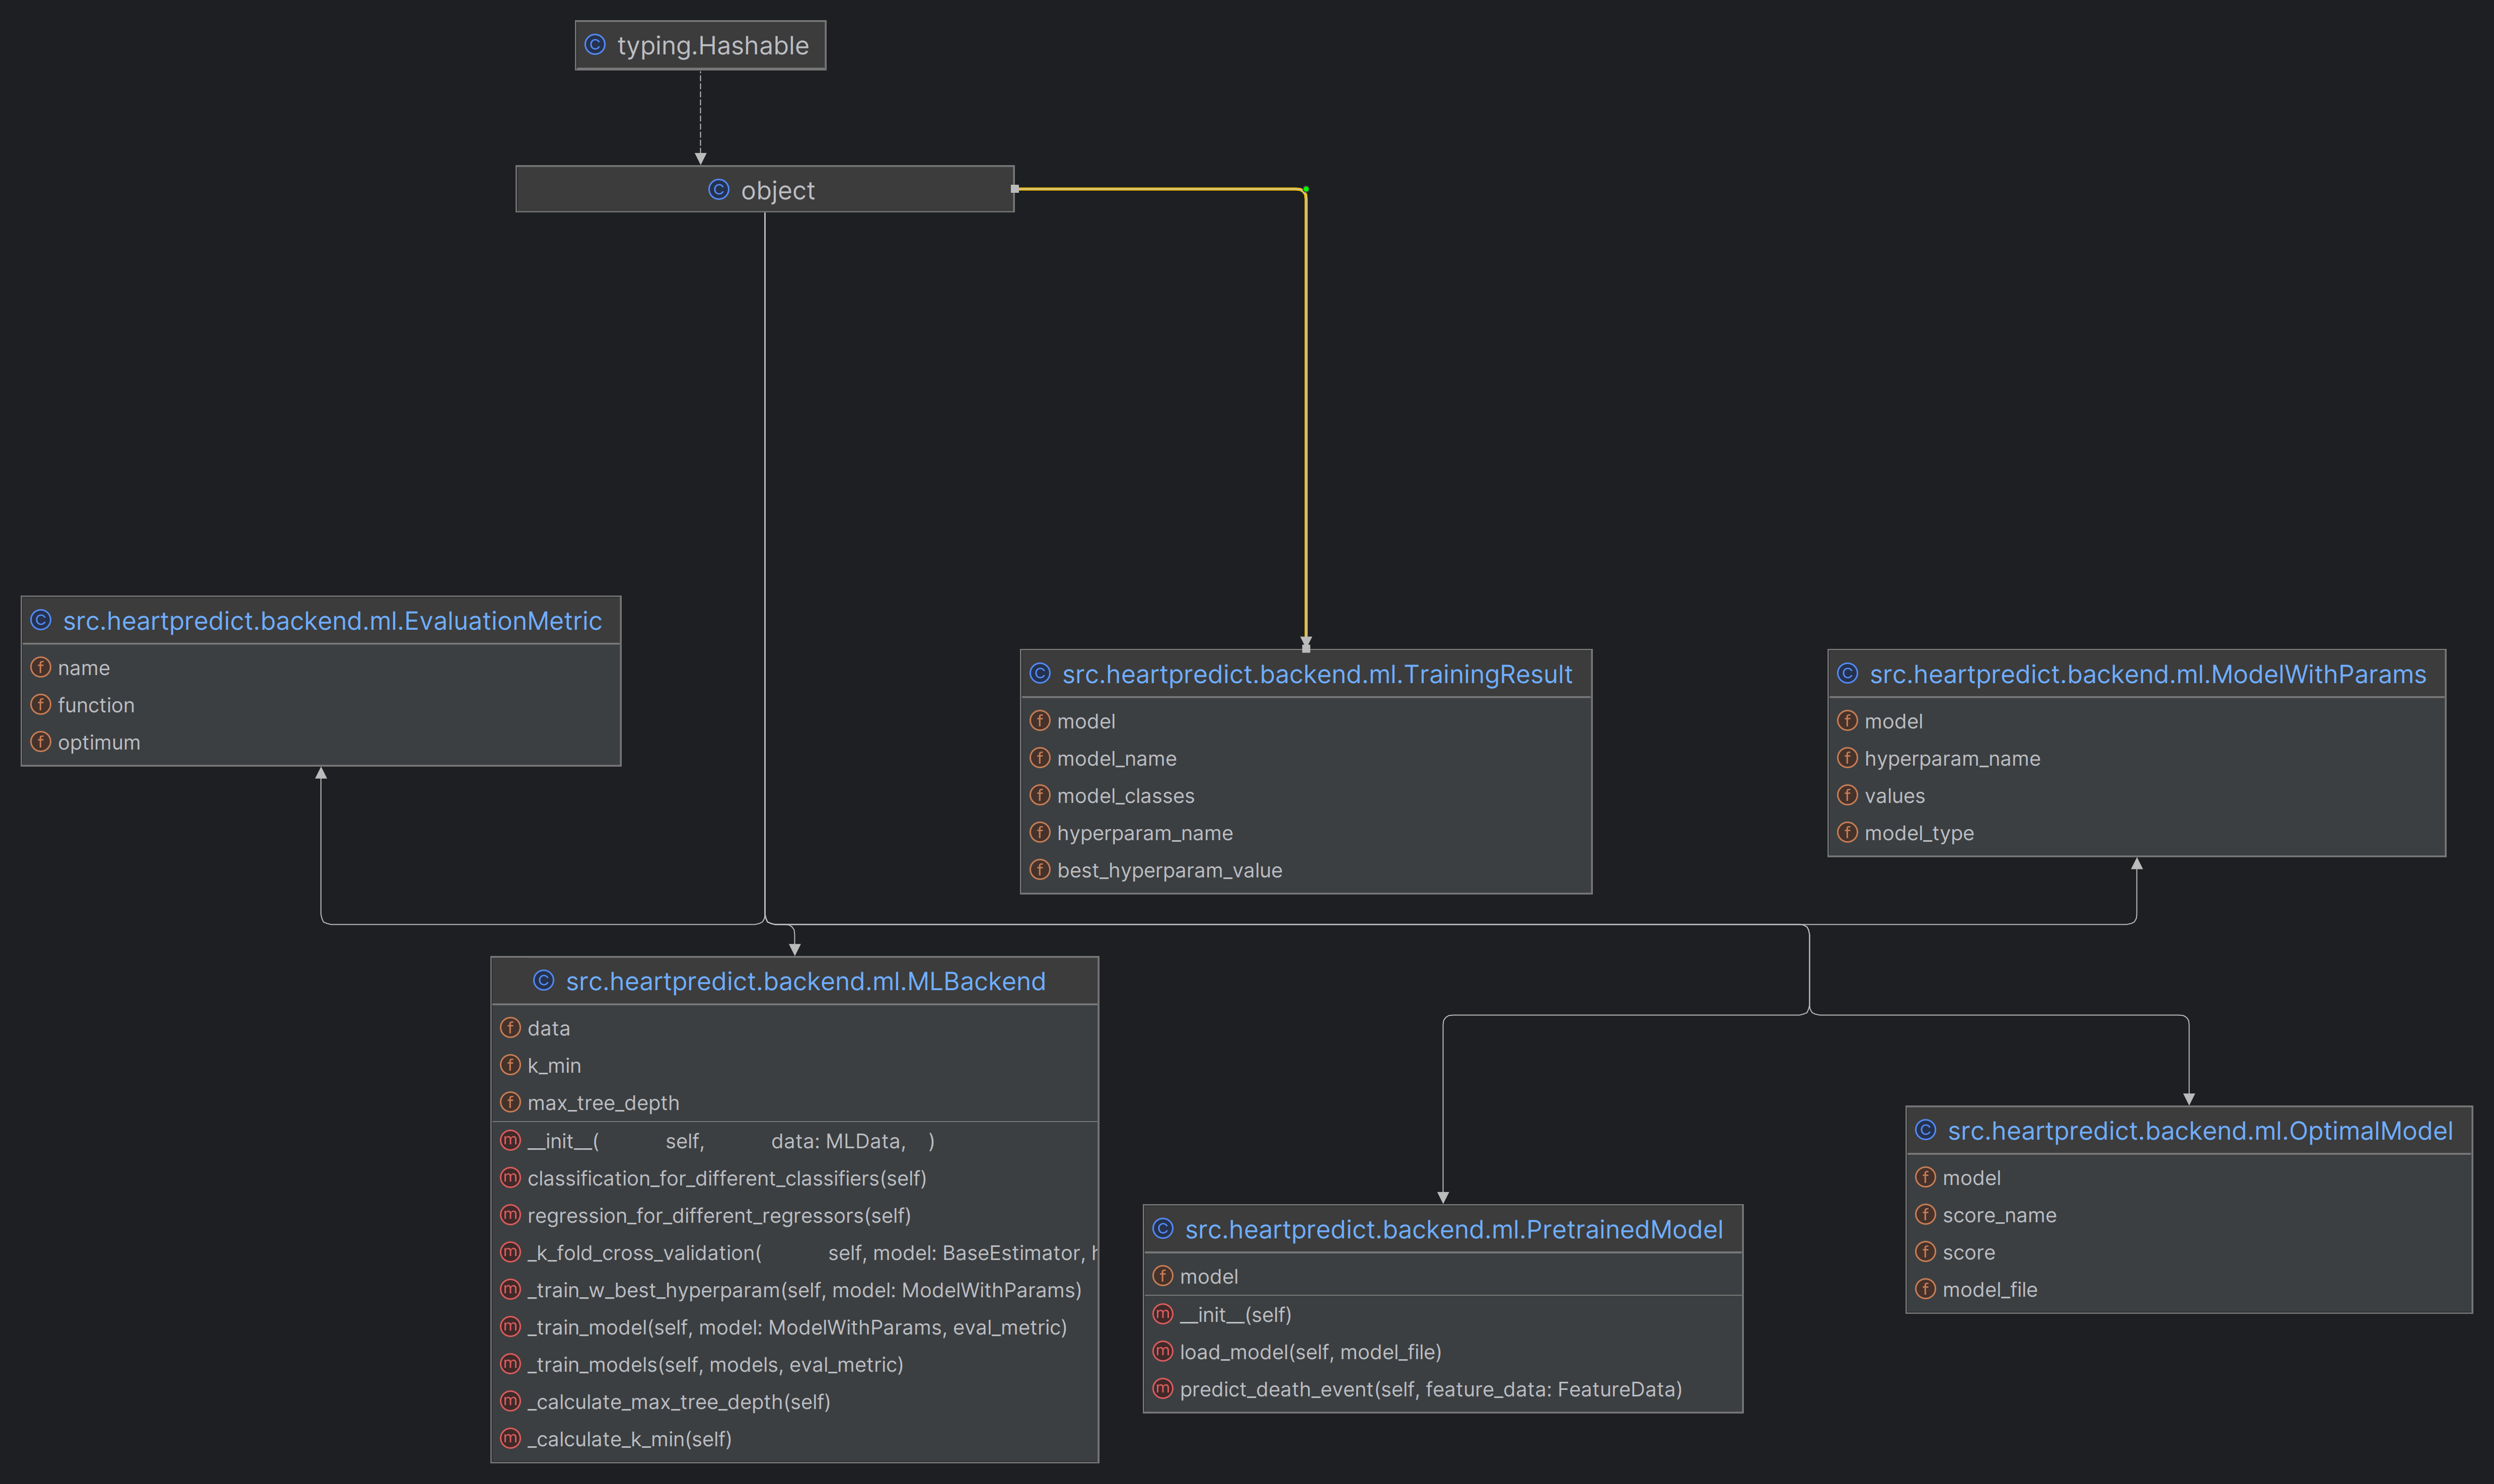 typing.Hashable
object
src.heartpredict.backend.ml.EvaluationMetric
name
function
optimum
src.heartpredict.backend.ml.TrainingResult
model
model_name
model_classes
hyperparam_name
best_hyperparam_value
src.heartpredict.backend.ml.ModelWithParams
model
hyperparam_name
values
model_type
src.heartpredict.backend.ml.MLBackend
data
k_min
max_tree_depth
__init__( self, data: MLData, )
classification_for_different_classifiers(self)
regression_for_different_regressors(self)
_k_fold_cross_validation( self, model: BaseEstimator, h
_train_w_best_hyperparam(self, model: ModelWithParams)
_train_model(self, model: ModelWithParams, eval_metric)
_train_models(self, models, eval_metric)
_calculate_max_tree_depth(self)
_calculate_k_min(self)
src.heartpredict.backend.ml.PretrainedModel
model
__init__(self)
load_model(self, model_file)
predict_death_event(self, feature_data: FeatureData)
src.heartpredict.backend.ml.OptimalModel
model
score_name
score
model_file